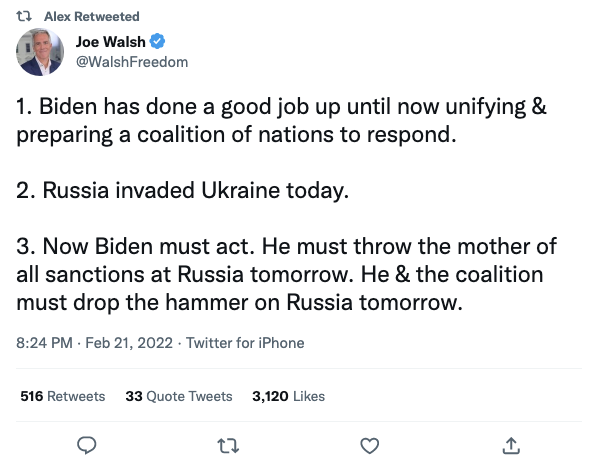 Alex Retweeted
Joe Walsh
@WalshFreedom
1. Biden has done a good job up until now unifying &
preparing a coalition of nations to respond.
2. Russia invaded Ukraine today.
3. Now Biden must act. He must throw the mother of
all sanctions at Russia tomorrow. He & the coalition
must drop the hammer on Russia tomorrow.
8:24 PM · Feb 21, 2022 · Twitter for iPhone
516 Retweets 33 Quote Tweets 3,120 Likes